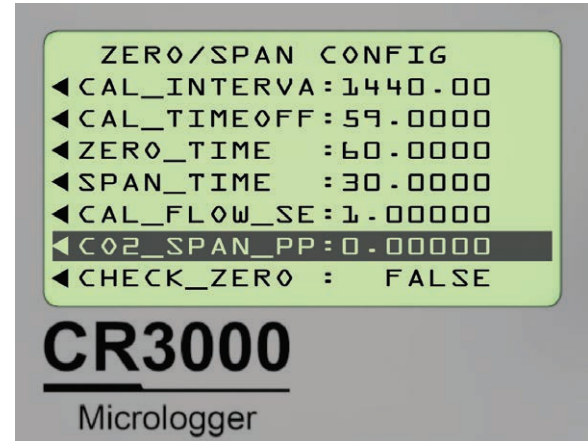 ZERO/SPAN CONFIG
◀CAL_INTERVA:1440.00
◀CAL_TIMEOFF:59.0000
◀ZERO_TIME :60.0000
◀SPAN_TIME :30.0000
◀CAL_FLOW_SE:1.00000
◀CO2_SPAN_PP:0.00000
◀CHECK_ZERO : FALSE
CR3000
Micrologger